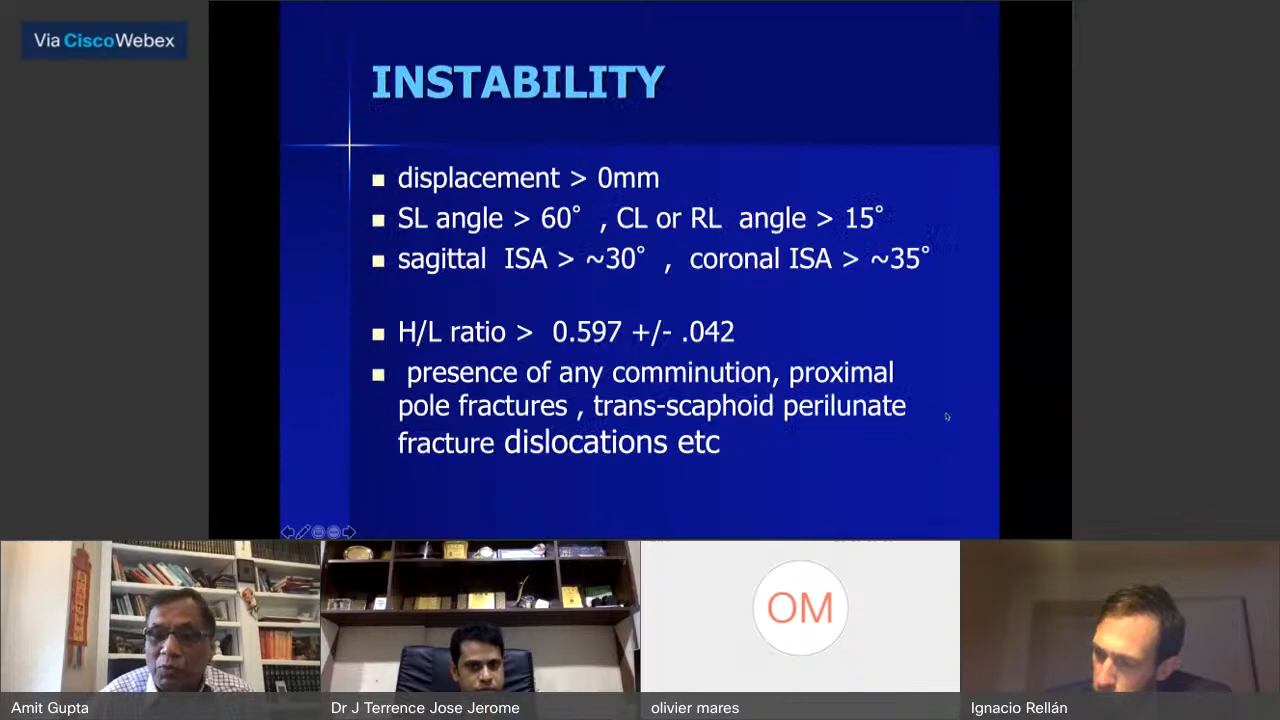 Via CiscoWebex
INSTABILITY
displacement > 0mm
SL angle > 60° , CL or RL angle > 15°
sagittal ISA > ~30° , coronal ISA > ~35°
H/L ratio > 0.597 +/- .042
presence of any comminution, proximal
pole fractures , trans-scaphoid perilunate
fracture dislocations etc
OM
Amit Gupta
Dr J Terrence Jose Jerome
olivier mares
Ignacio Rellán